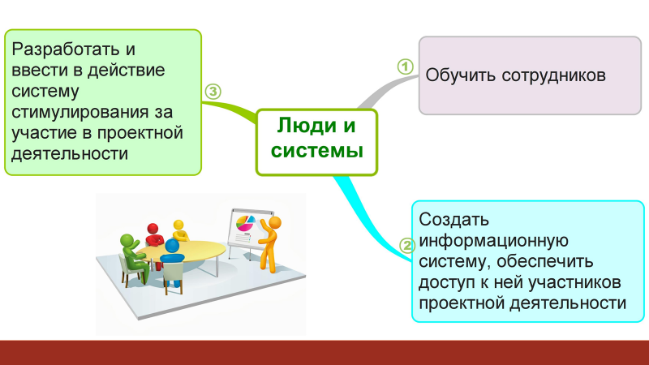 Люди и
системы
①
Обучить сотрудников
②
Создать
информационную
систему, обеспечить
доступ к ней участников
проектной деятельности
③
Разработать и
ввести в действие
систему
стимулирования за
участие в проектной
деятельности